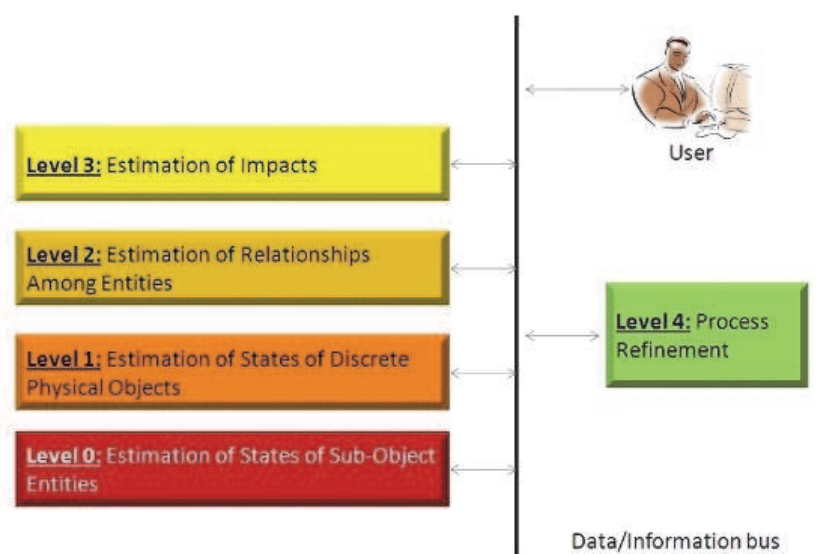 User
Level 3: Estimation of Impacts
Level 2: Estimation of Relationships
Among Entities
Level 4: Process
Refinement
Level 1: Estimation of States of Discrete
Physical Objects
Level 0: Estimation of States of Sub-Object
Entities
Data/Information bus